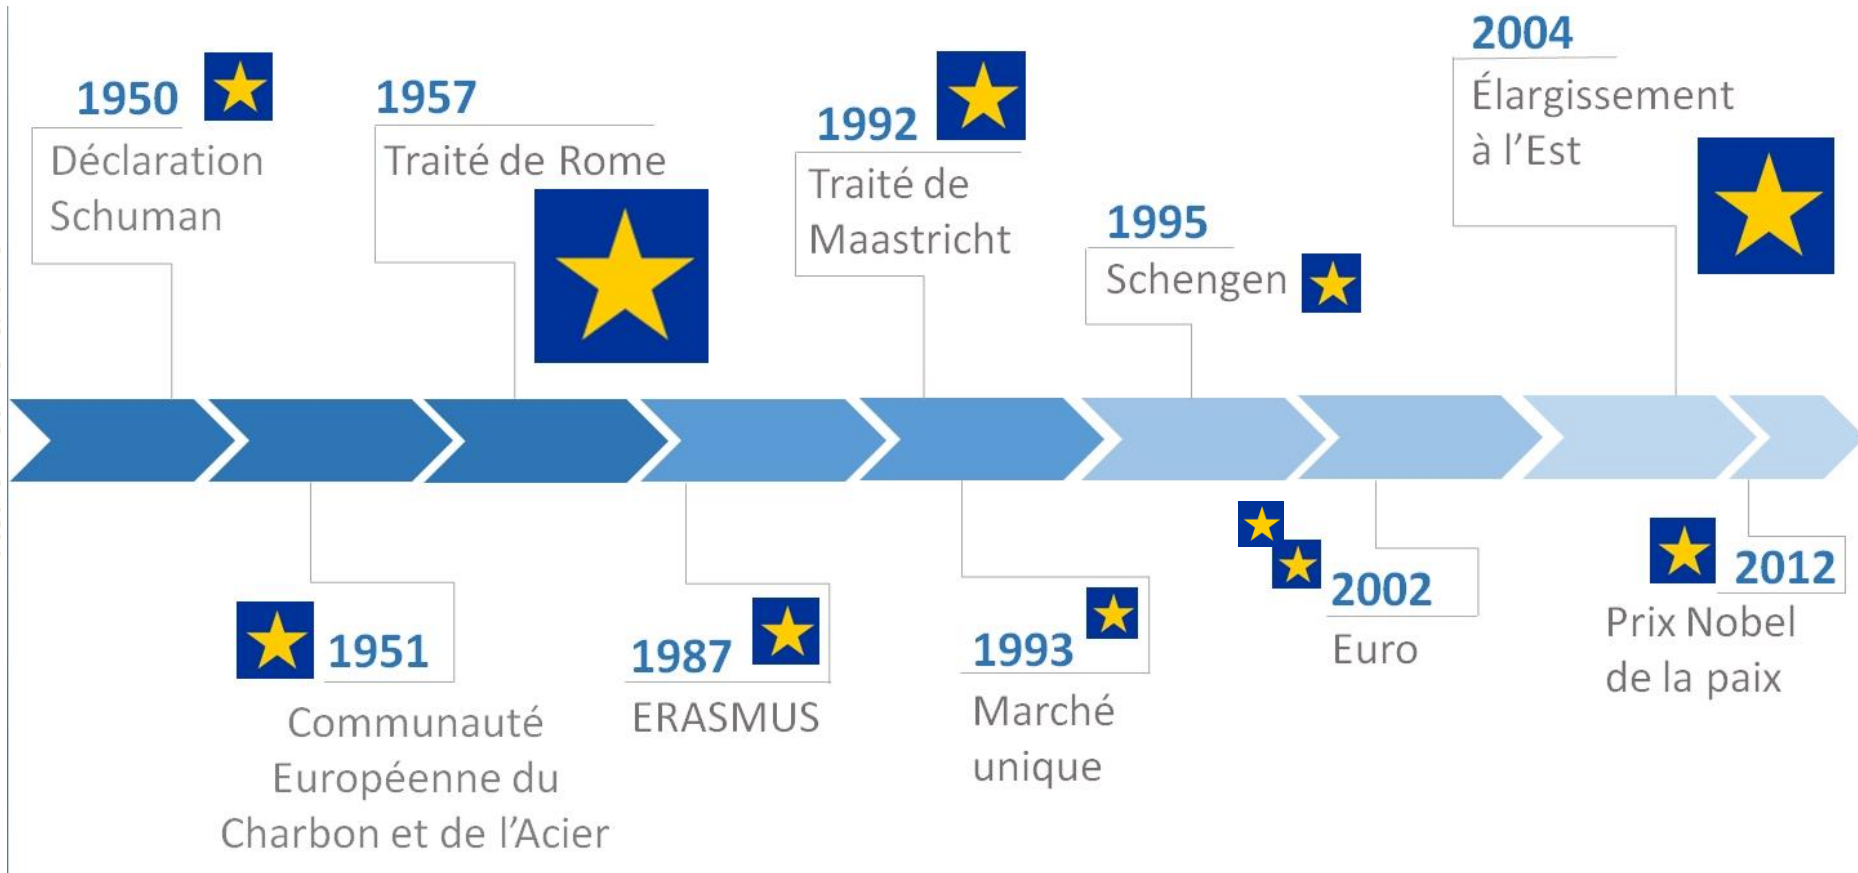 1950
Déclaration
Schuman
1957
Traité de Rome
1992
Traité de
Maastricht
1995
Schengen
2004
Élargissement
à l’Est
1951
Communauté
Européenne du
Charbon et de l’Acier
1987
ERASMUS
1993
Marché
unique
2002
Euro
2012
Prix Nobel
de la paix